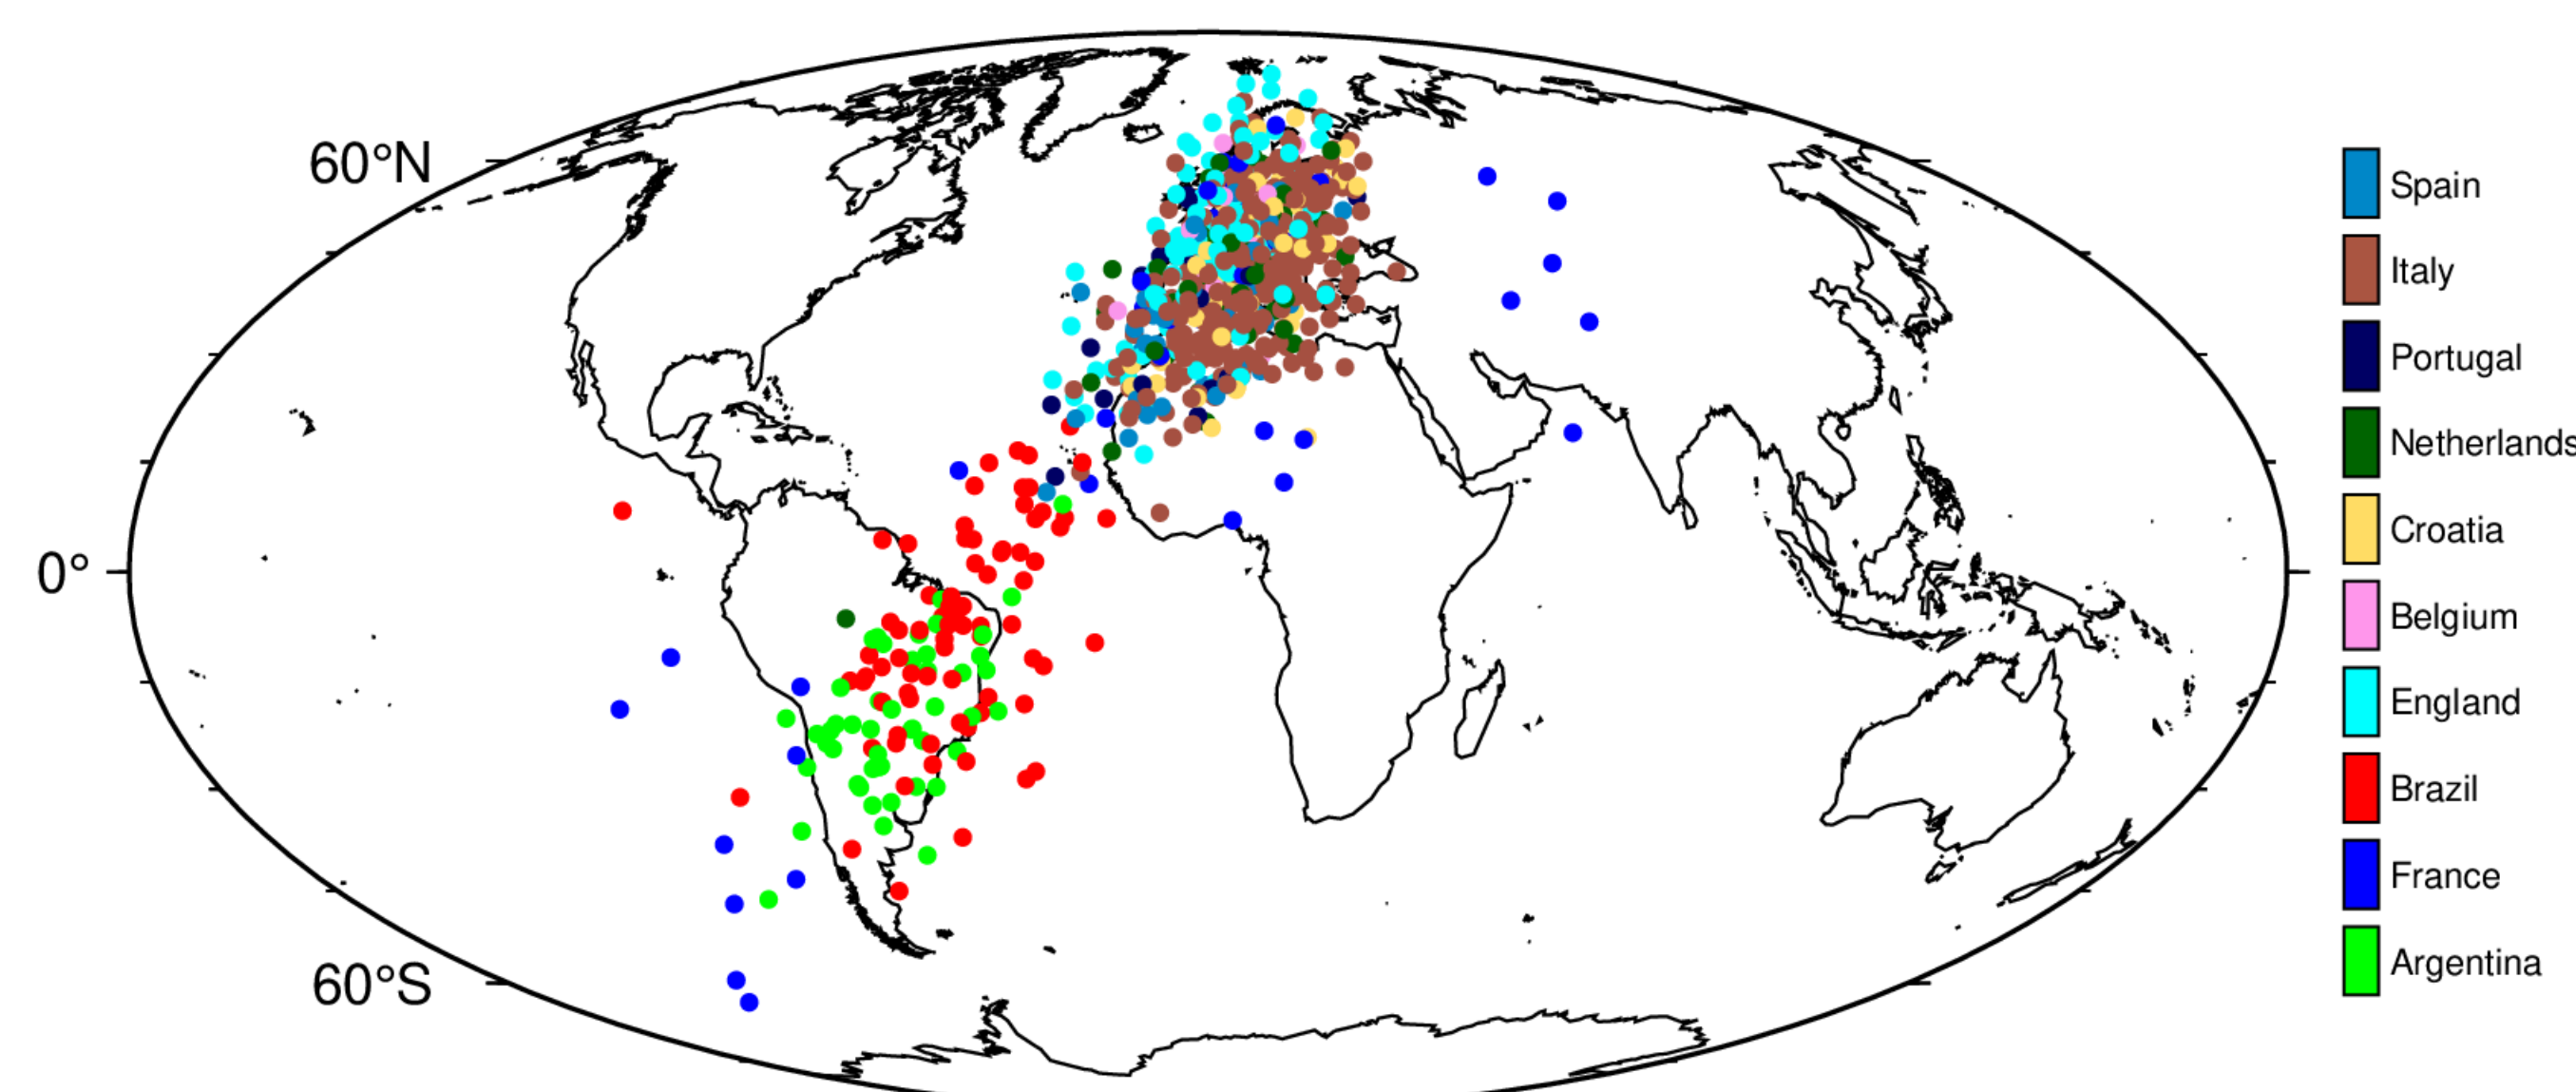 60°N
0°
60°S
Spain
Italy
Portugal
Netherlands
Croatia
Belgium
England
Brazil
France
Argentina